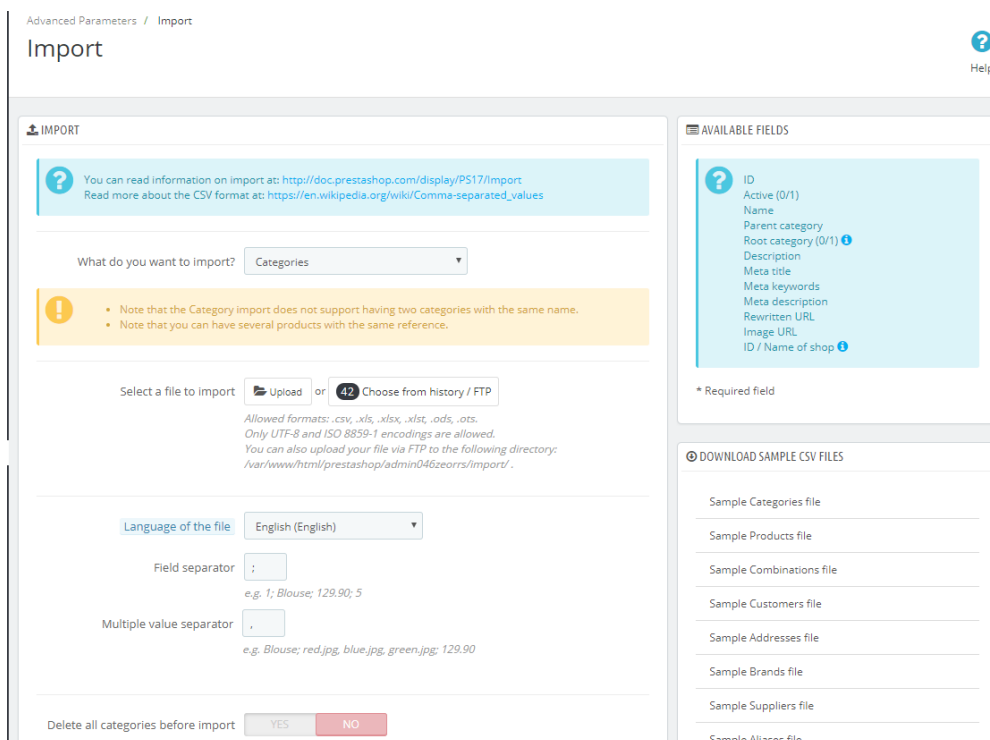 Advanced Parameters / Import
Import
Help
IMPORT
You can read information on import at: http://doc.prestashop.com/display/PS17/Import
Read more about the CSV format at: https://en.wikipedia.org/wiki/Comma-separated_values
What do you want to import? Categories
Note that the Category import does not support having two categories with the same name.
Note that you can have several products with the same reference.
Select a file to import Upload or 42 Choose from history / FTP
Allowed formats: .csv, .xls, .xlsx, .xlst, .ods, .ots.
Only UTF-8 and ISO 8859-1 encodings are allowed.
You can also upload your file via FTP to the following directory:
/var/www/html/prestashop/admin046zeorrs/import/ .
Language of the file English (English)
Field separator ;
e.g. 1; Blouse; 129.90; 5
Multiple value separator ,
e.g. Blouse; red.jpg, blue.jpg, green.jpg; 129.90
Delete all categories before import YES NO
AVAILABLE FIELDS
ID
Active (0/1)
Name
Parent category
Root category (0/1)
Description
Meta title
Meta keywords
Meta description
Rewritten URL
Image URL
ID / Name of shop
* Required field
DOWNLOAD SAMPLE CSV FILES
Sample Categories file
Sample Products file
Sample Combinations file
Sample Customers file
Sample Addresses file
Sample Brands file
Sample Suppliers file
Sample Aliases file